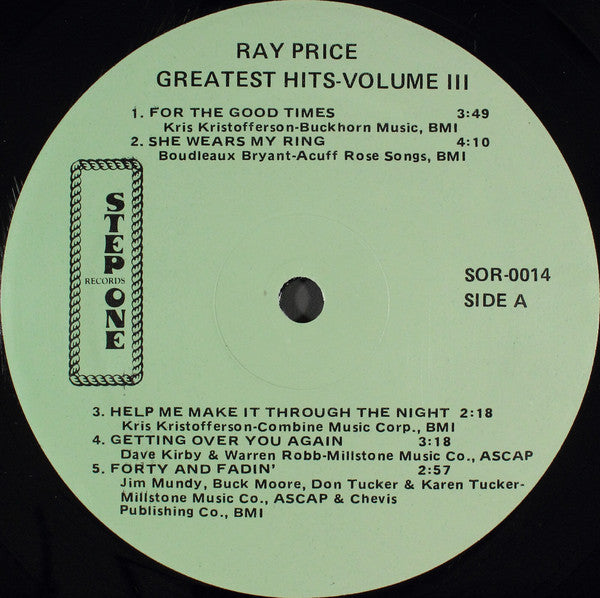 RAY PRICE
GREATEST HITS-VOLUME III
1. FOR THE GOOD TIMES 3:49
Kris Kristofferson-Buckhorn Music, BMI
2. SHE WEARS MY RING 4:10
Boudleaux Bryant-Acuff Rose Songs, BMI
STEP ONE
RECORDS
SOR-0014
SIDE A
3. HELP ME MAKE IT THROUGH THE NIGHT 2:18
Kris Kristofferson-Combine Music Corp., BMI
4. GETTING OVER YOU AGAIN 3:18
Dave Kirby & Warren Robb-Millstone Music Co., ASCAP
5. FORTY AND FADIN' 2:57
Jim Mundy, Buck Moore, Don Tucker & Karen Tucker-
Millstone Music Co., ASCAP & Chevis
Publishing Co., BMI